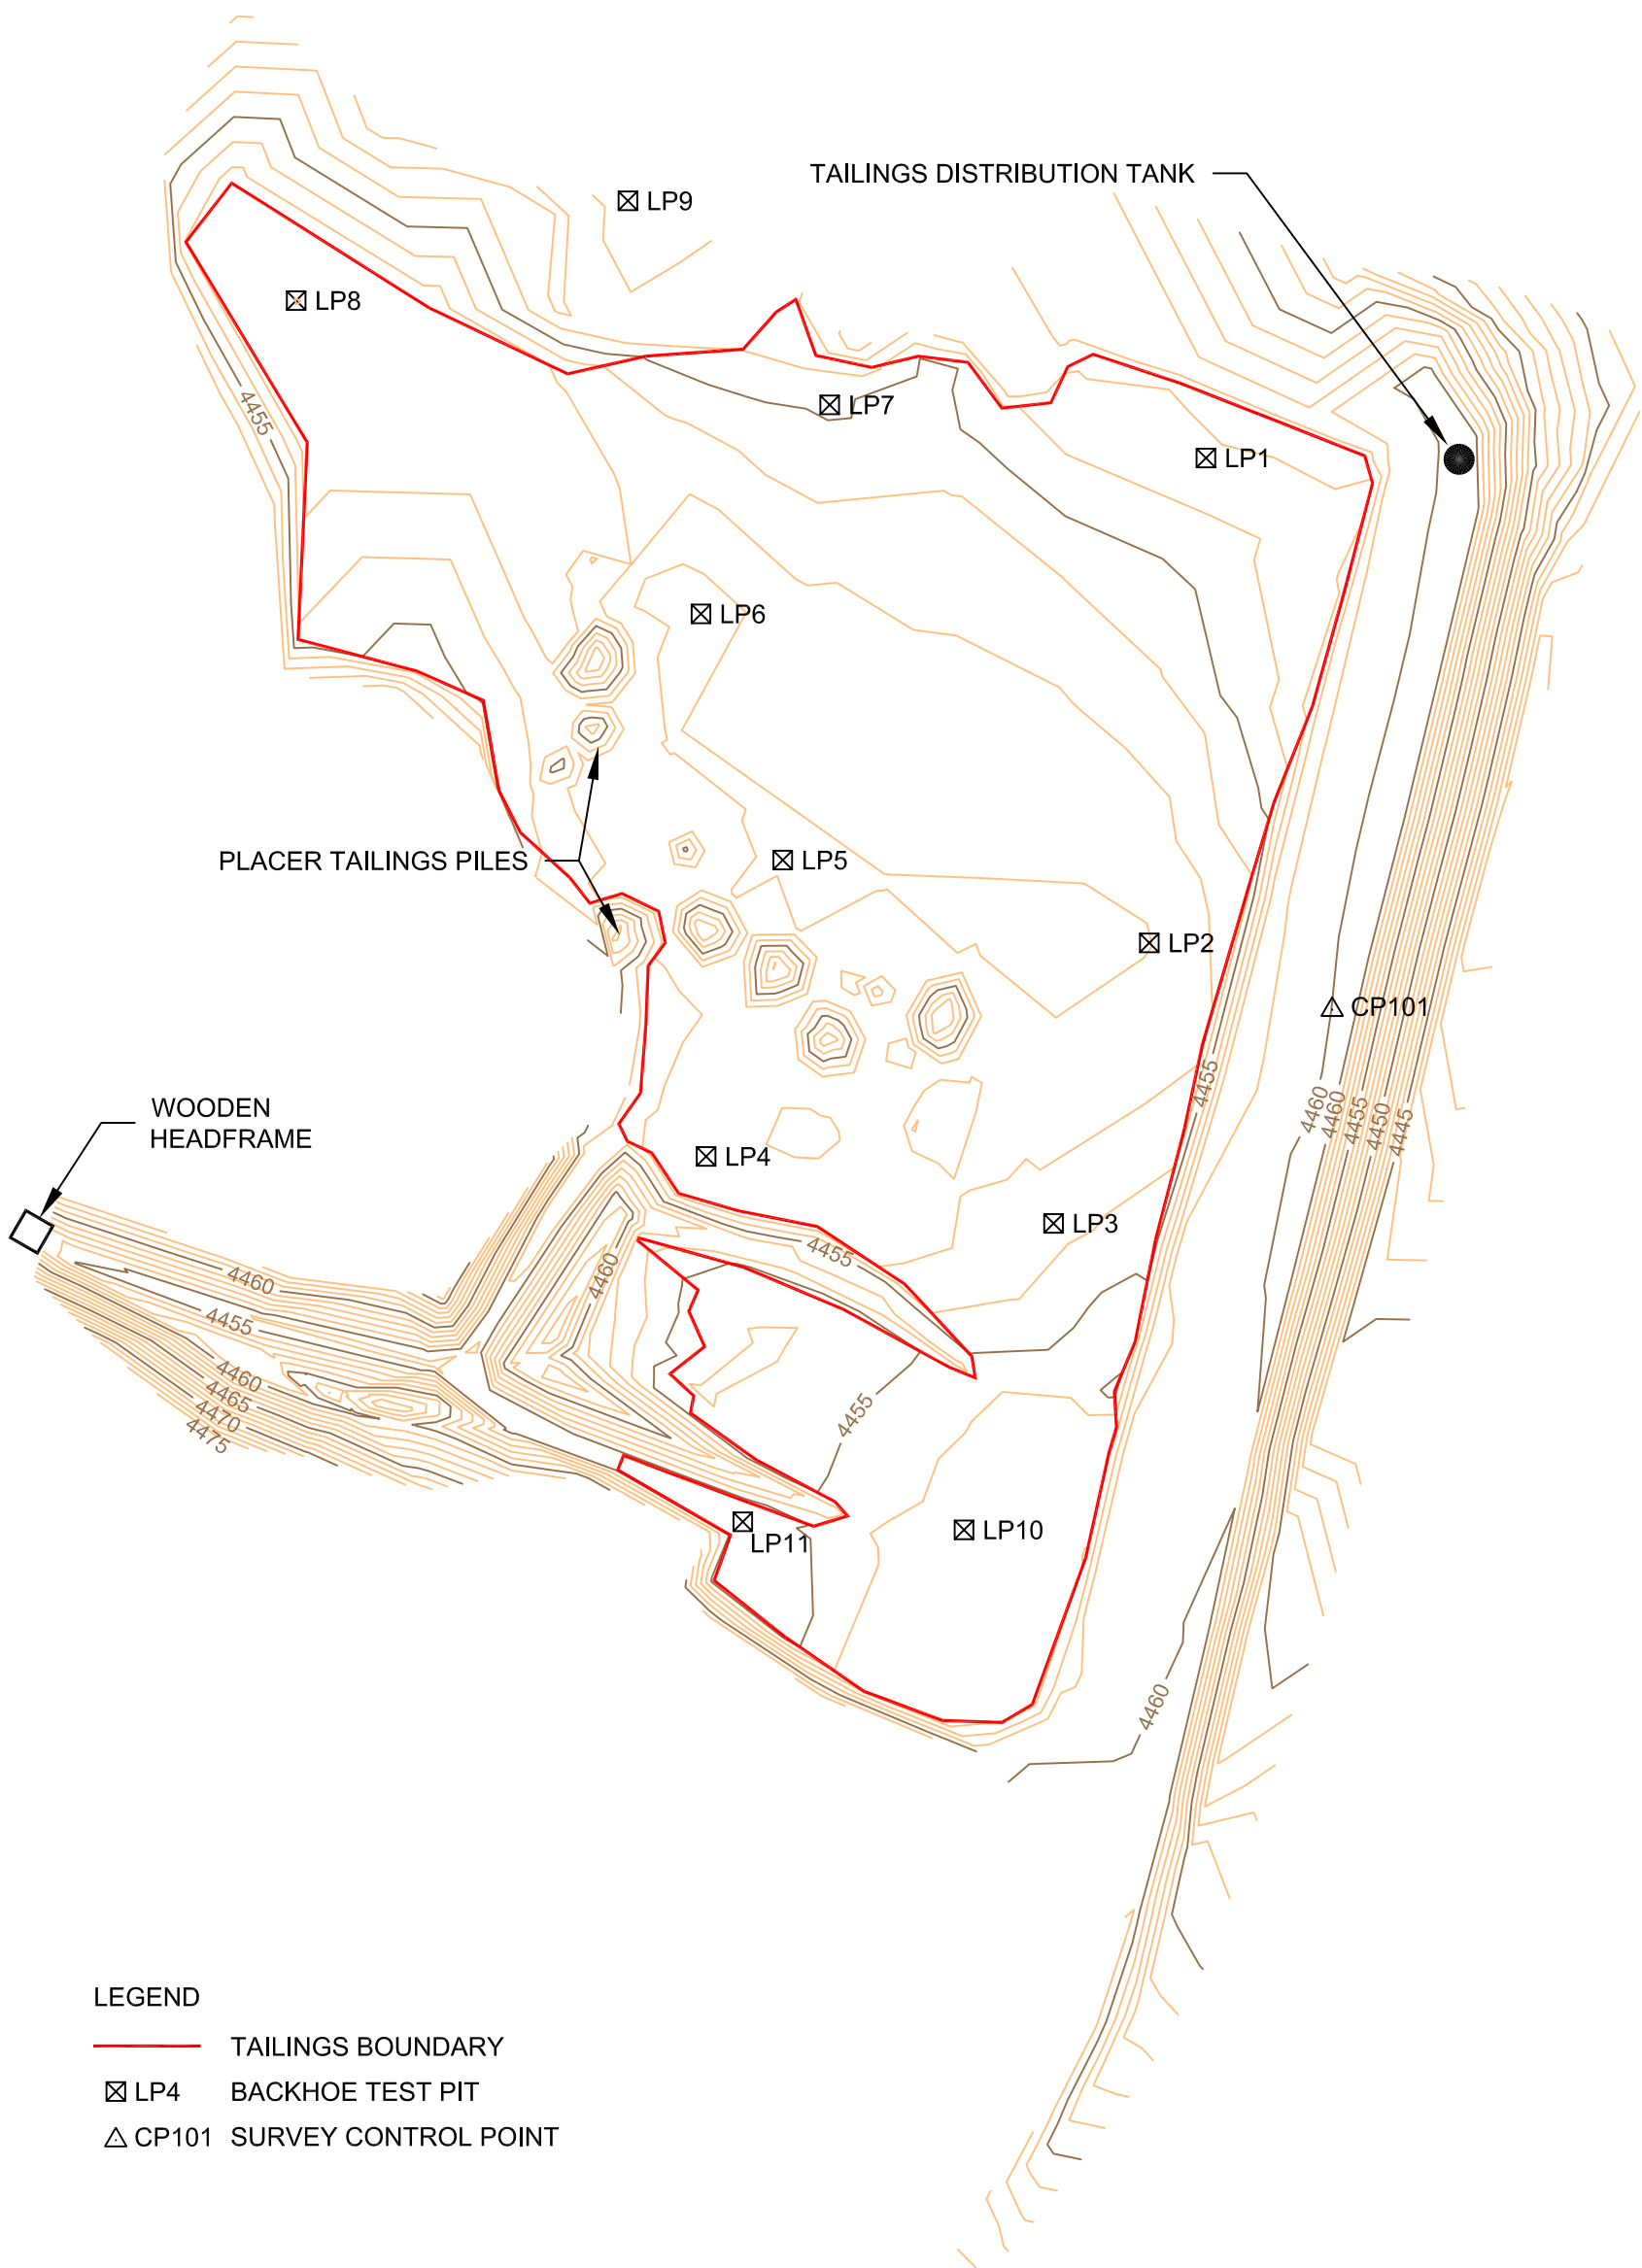 TAILINGS DISTRIBUTION TANK
LP9
LP8
LP7
4455
LP1
LP6
PLACER TAILINGS PILES
LP5
LP2
CP101
WOODEN
HEADFRAME
4455
4460
4460
4455
4450
4445
LP4
LP3
4455
4460
4460
4455
4460
4465
4470
4475
4455
LP11
LP10
4460
LEGEND
TAILINGS BOUNDARY
LP4 BACKHOE TEST PIT
CP101 SURVEY CONTROL POINT